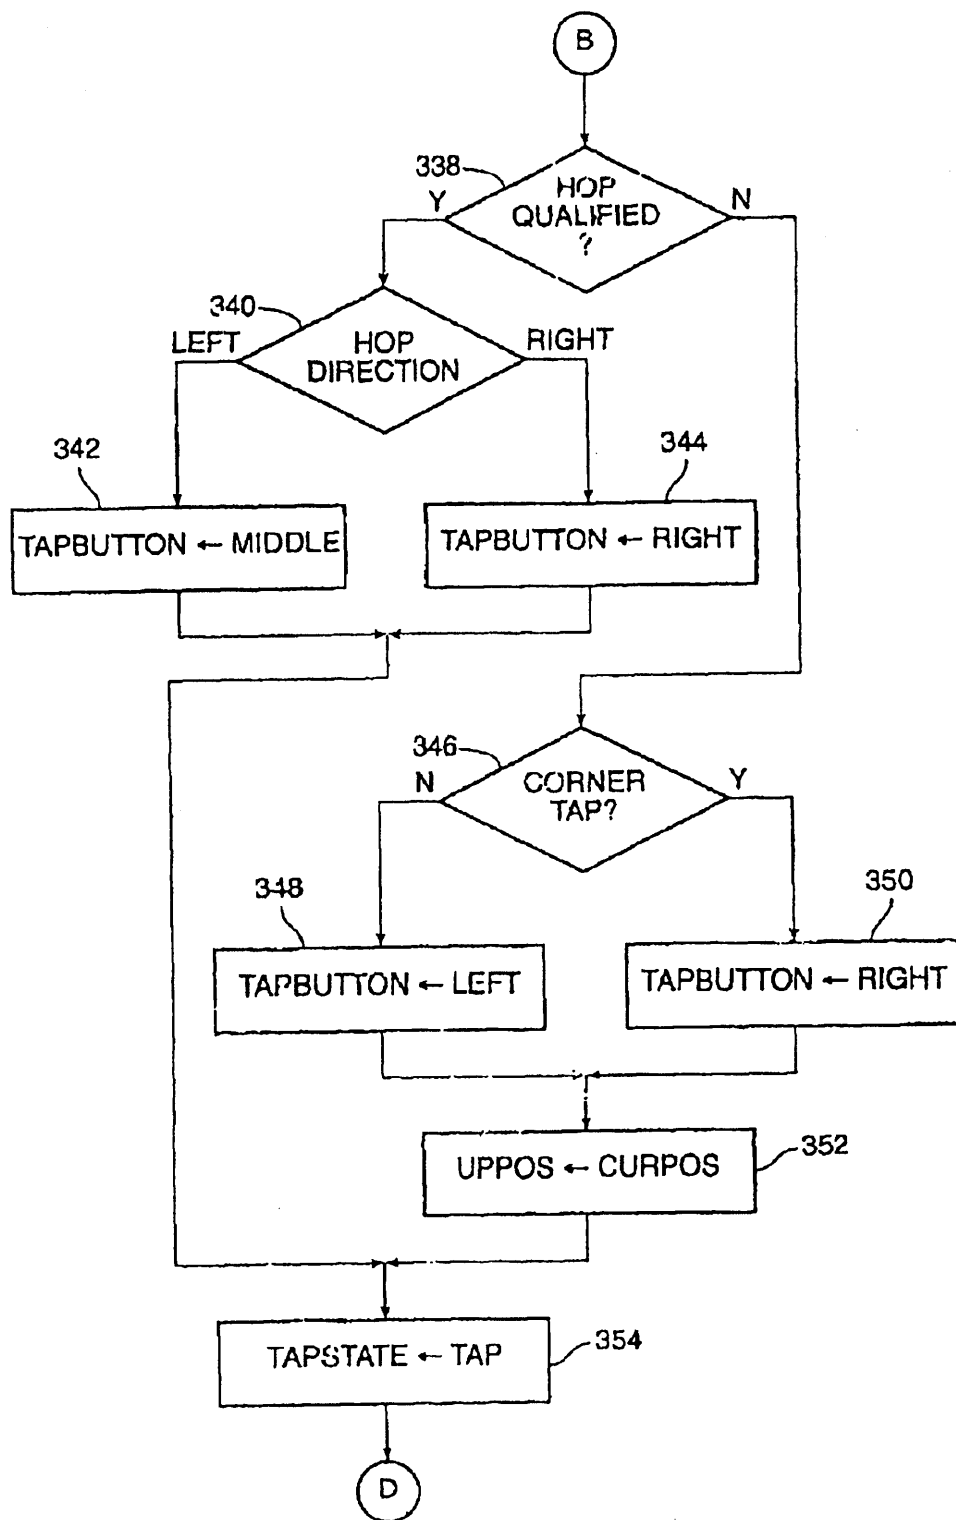 B
338
HOP
QUALIFIED
?
Y
N
340
HOP
DIRECTION
LEFT
RIGHT
342
344
TAPBUTTON ← MIDDLE
TAPBUTTON ← RIGHT
346
CORNER
TAP?
N
Y
348
350
TAPBUTTON ← LEFT
TAPBUTTON ← RIGHT
UPPOS ← CURPOS
352
TAPSTATE ← TAP
354
D